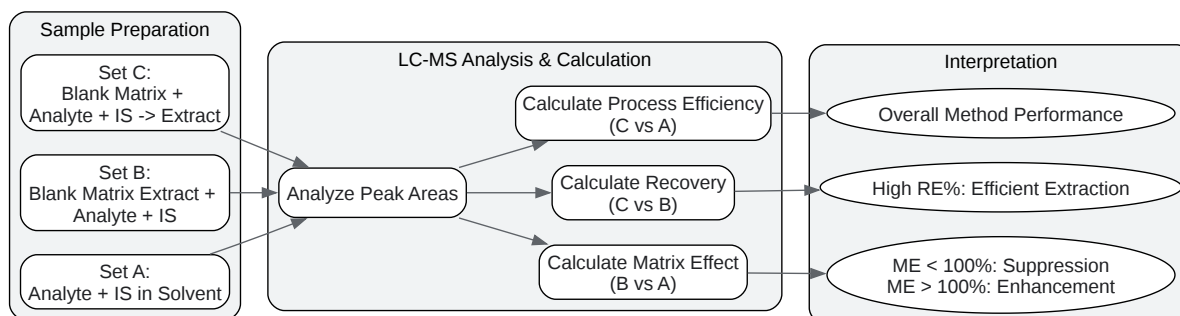 Sample Preparation
Set C:
Blank Matrix +
Analyte + IS -> Extract
Set B:
Blank Matrix Extract +
Analyte + IS
Set A:
Analyte + IS in Solvent
LC-MS Analysis & Calculation
Analyze Peak Areas
Calculate Process Efficiency
(C vs A)
Calculate Recovery
(C vs B)
Calculate Matrix Effect
(B vs A)
Interpretation
Overall Method Performance
High RE%: Efficient Extraction
ME < 100%: Suppression
ME > 100%: Enhancement